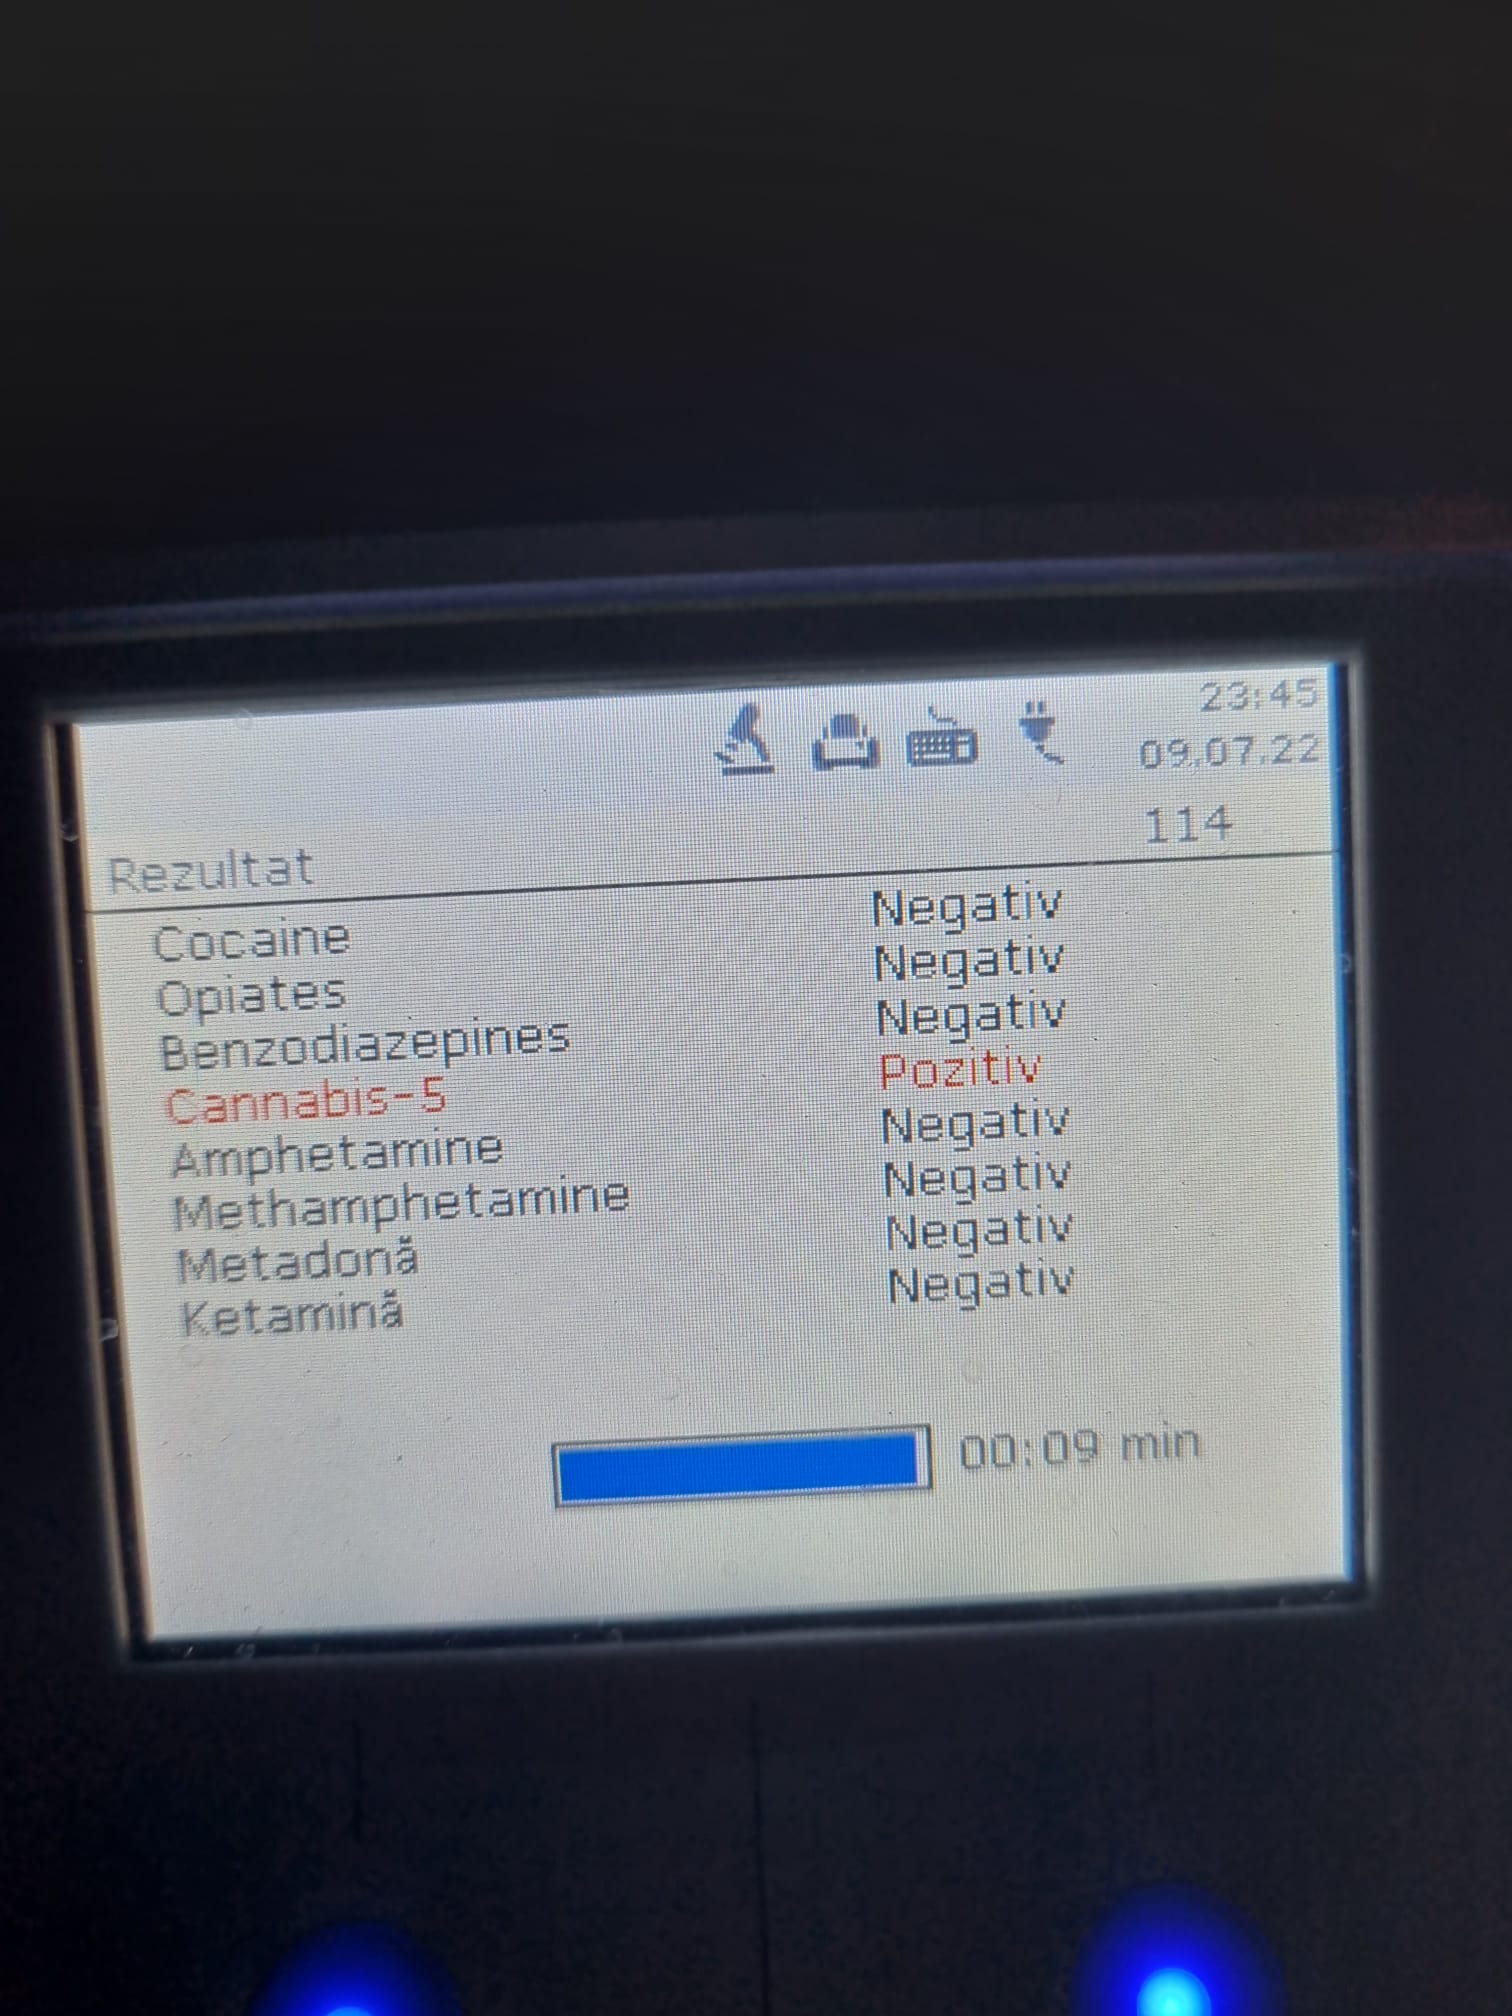 23:45
09.07.22
Rezultat 114
Cocaine Negativ
Opiates Negativ
Benzodiazepines Negativ
Cannabis-5 Pozitiv
Amphetamine Negativ
Methamphetamine Negativ
Metadonă Negativ
Ketamină Negativ
00:09 min